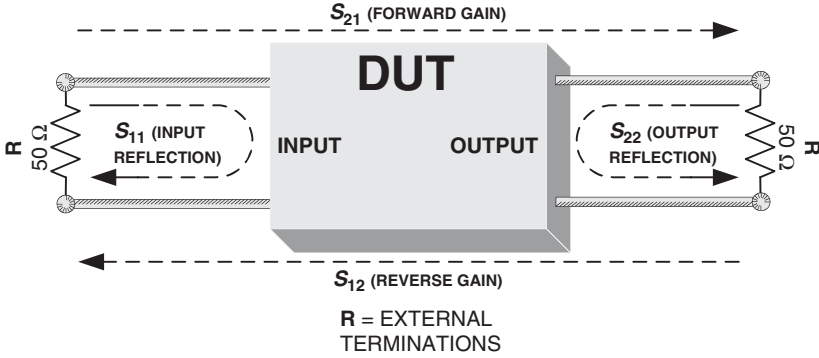 S21 (FORWARD GAIN)
DUT
R
50 Ω
S11 (INPUT
REFLECTION)
INPUT
OUTPUT
S22 (OUTPUT
REFLECTION)
50 Ω
R
S12 (REVERSE GAIN)
R = EXTERNAL
TERMINATIONS